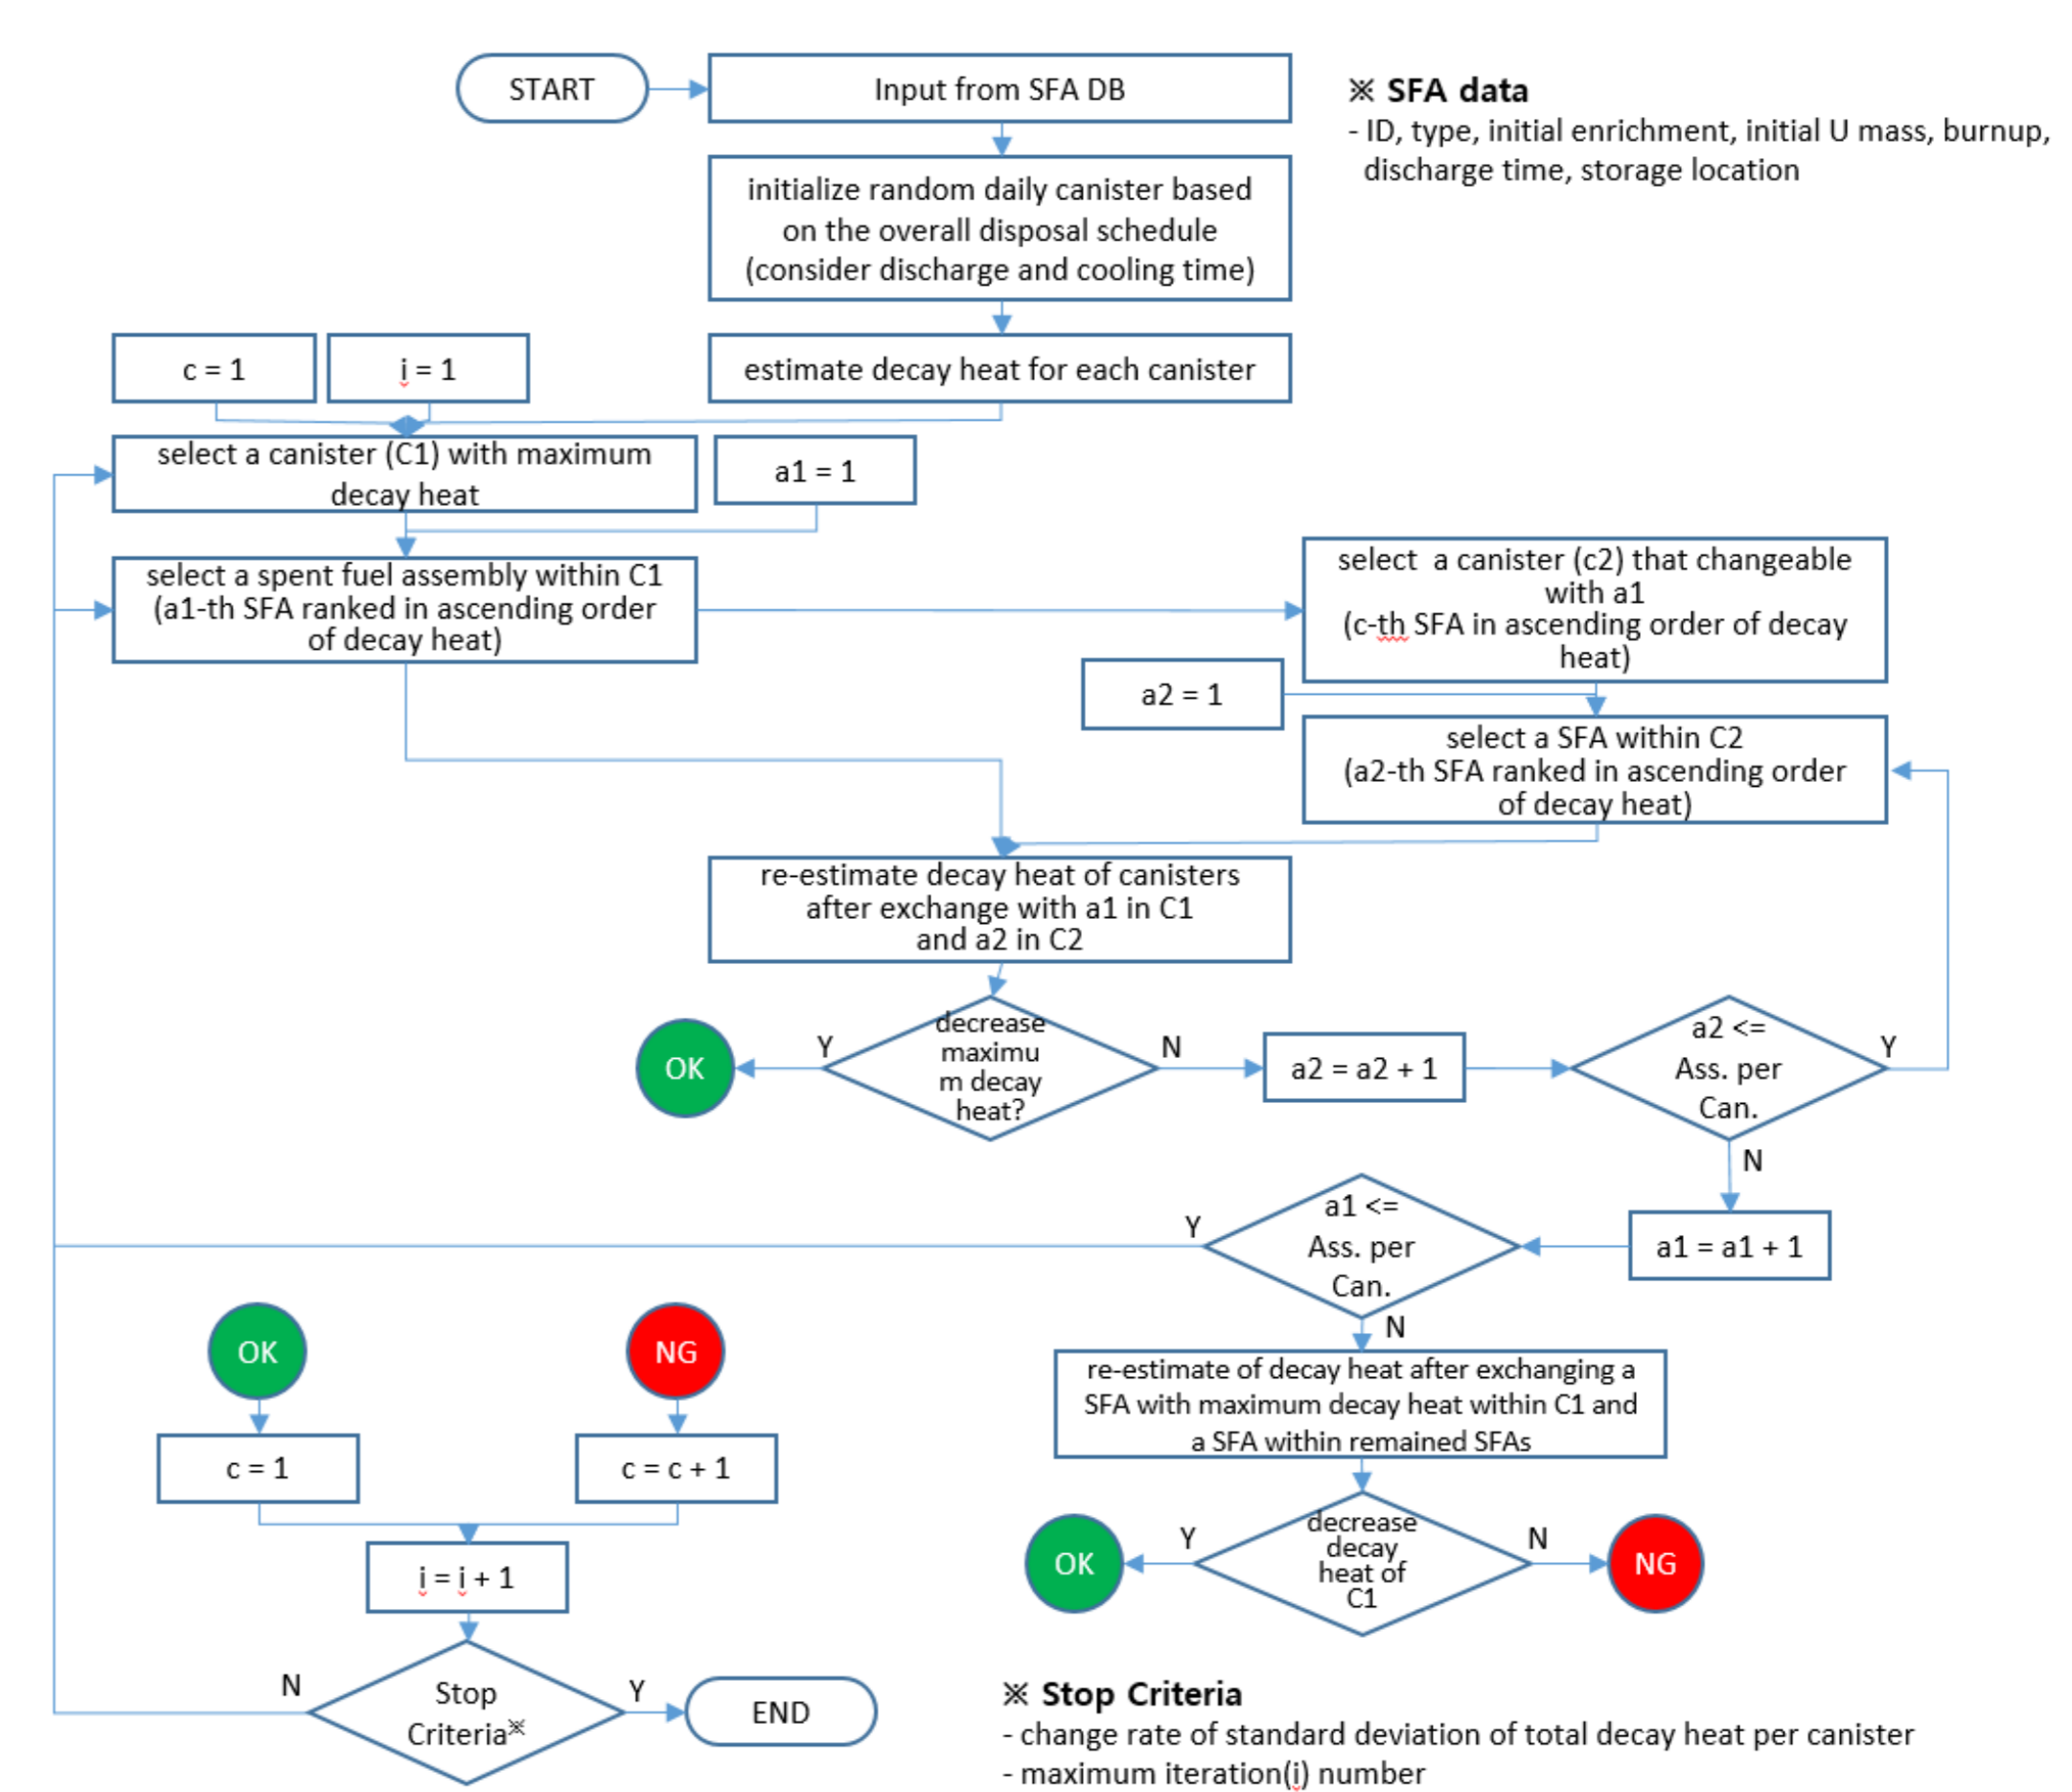 START
Input from SFA DB
※ SFA data
- ID, type, initial enrichment, initial U mass, burnup,
discharge time, storage location
initialize random daily canister based
on the overall disposal schedule
(consider discharge and cooling time)
c = 1
i = 1
estimate decay heat for each canister
select a canister (C1) with maximum
decay heat
a1 = 1
select a spent fuel assembly within C1
(a1-th SFA ranked in ascending order
of decay heat)
select a canister (c2) that changeable
with a1
(c-th SFA in ascending order of decay
heat)
a2 = 1
select a SFA within C2
(a2-th SFA ranked in ascending order
of decay heat)
re-estimate decay heat of canisters
after exchange with a1 in C1
and a2 in C2
OK
Y
decrease
maximu
m decay
heat?
N
a2 = a2 + 1
a2 <=
Ass. per
Can.
Y
N
a1 = a1 + 1
a1 <=
Ass. per
Can.
Y
N
re-estimate of decay heat after exchanging a
SFA with maximum decay heat within C1 and
a SFA within remained SFAs
decrease
decay
heat of
C1
Y
OK
N
NG
OK
NG
c = 1
c = c + 1
i = i + 1
Stop
Criteria※
N
Y
END
※ Stop Criteria
- change rate of standard deviation of total decay heat per canister
- maximum iteration(i) number